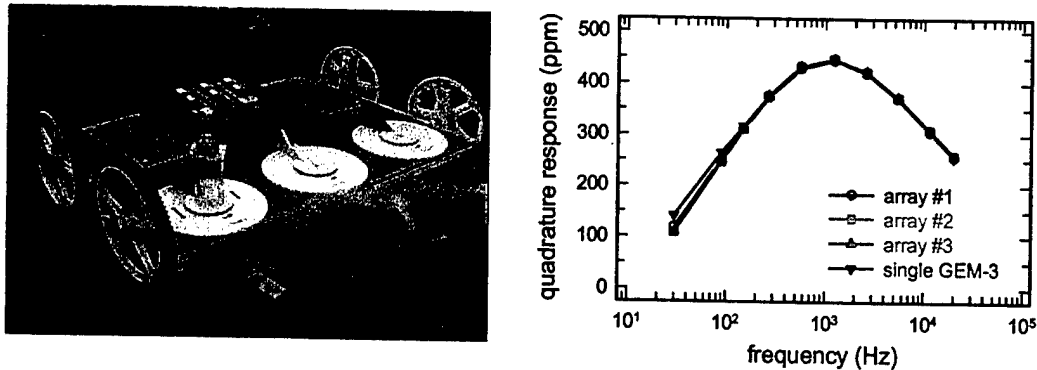 quadrature response (ppm)
500
400
300
200
100
0
array #1
array #2
array #3
single GEM-3
10¹
10²
10³
10⁴
10⁵
frequency (Hz)